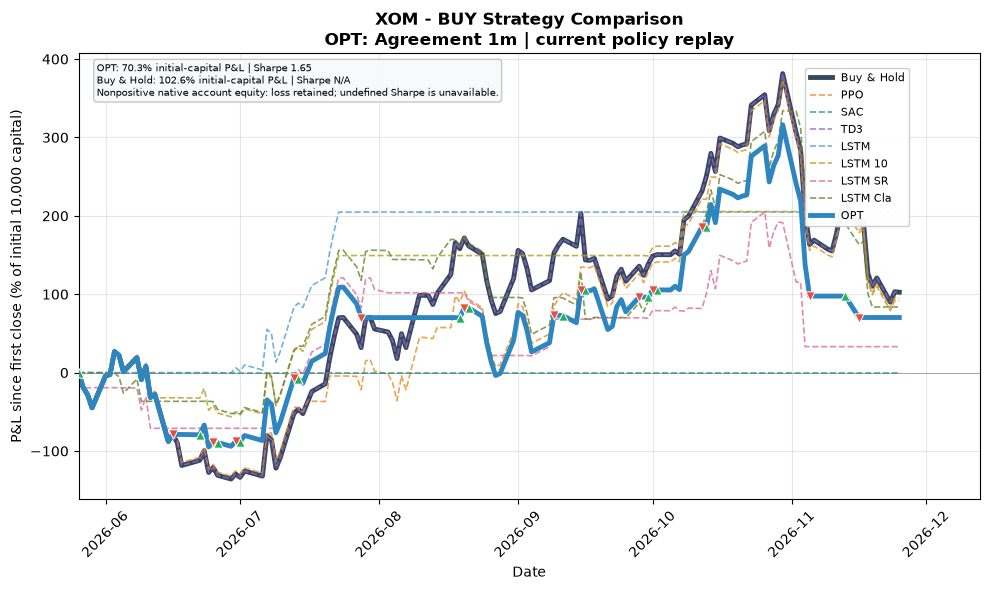 XOM - BUY Strategy Comparison
OPT: Agreement 1m | current policy replay
OPT: 70.3% initial-capital P&L | Sharpe 1.65
Buy & Hold: 102.6% initial-capital P&L | Sharpe N/A
Nonpositive native account equity: loss retained; undefined Sharpe is unavailable.
Buy & Hold
PPO
SAC
TD3
LSTM
LSTM 10
LSTM SR
LSTM Cla
OPT
P&L since first close (% of initial 10,000 capital)
400
300
200
100
0
−100
2026-06
2026-07
2026-08
2026-09
2026-10
2026-11
2026-12
Date